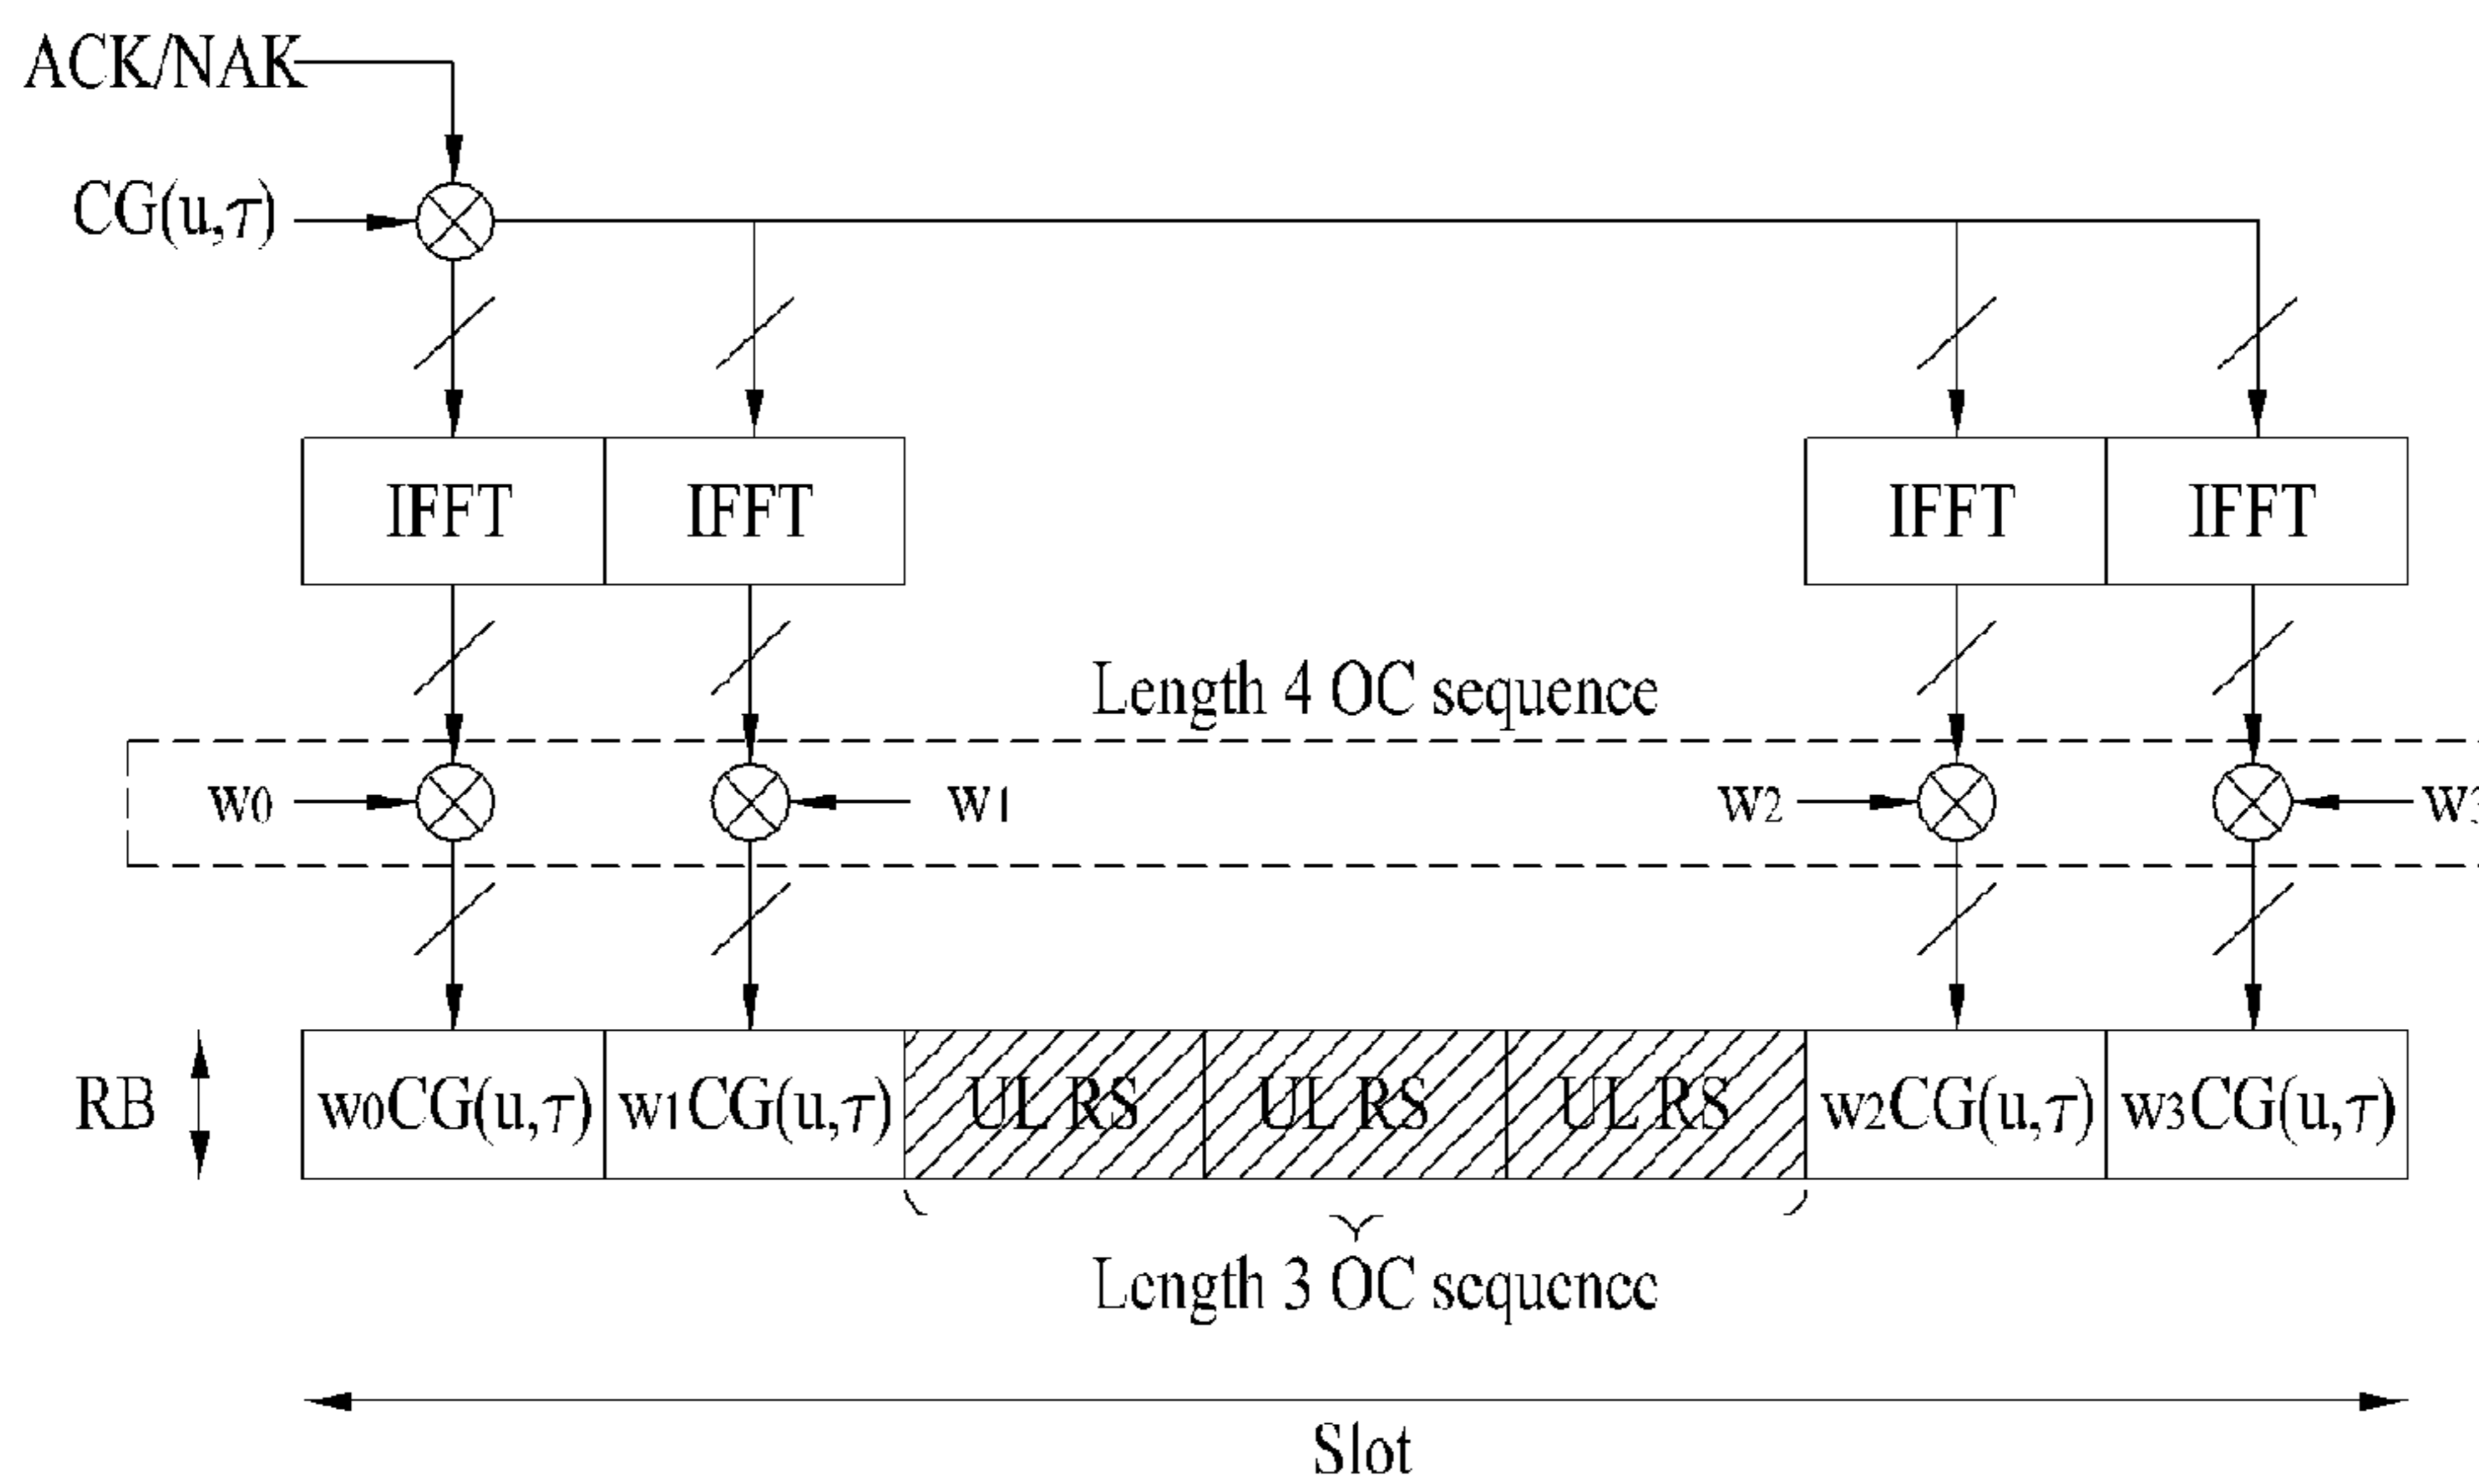 ACK/NAK
CG(u,τ)
IFFT IFFT IFFT IFFT
Length 4 OC sequence
w0 w1 w2 w3
RB w0CG(u,τ) w1CG(u,τ) UL RS UL RS UL RS w2CG(u,τ) w3CG(u,τ)
Length 3 OC sequence
Slot